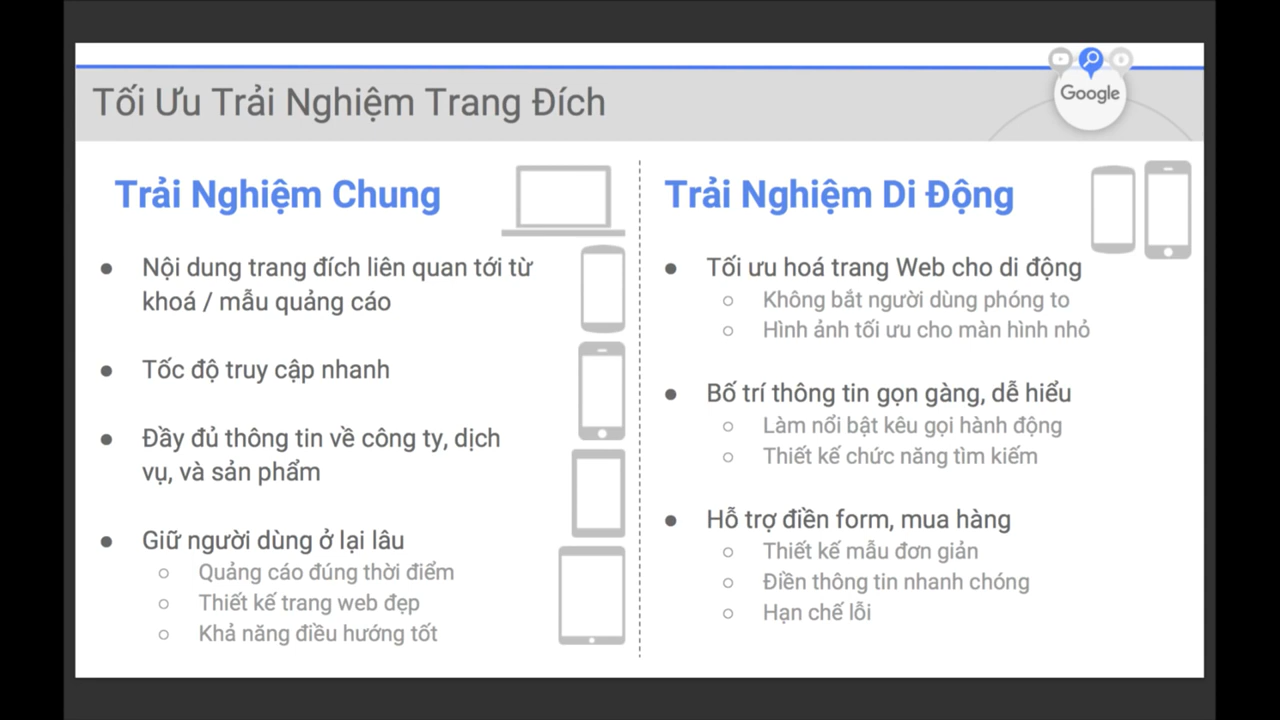 Tối Ưu Trải Nghiệm Trang Đích
Google
Trải Nghiệm Chung
● Nội dung trang đích liên quan tới từ
khoá / mẫu quảng cáo
● Tốc độ truy cập nhanh
● Đầy đủ thông tin về công ty, dịch
vụ, và sản phẩm
● Giữ người dùng ở lại lâu
○ Quảng cáo đúng thời điểm
○ Thiết kế trang web đẹp
○ Khả năng điều hướng tốt
Trải Nghiệm Di Động
● Tối ưu hoá trang Web cho di động
○ Không bắt người dùng phóng to
○ Hình ảnh tối ưu cho màn hình nhỏ
● Bố trí thông tin gọn gàng, dễ hiểu
○ Làm nổi bật kêu gọi hành động
○ Thiết kế chức năng tìm kiếm
● Hỗ trợ điền form, mua hàng
○ Thiết kế mẫu đơn giản
○ Điền thông tin nhanh chóng
○ Hạn chế lỗi